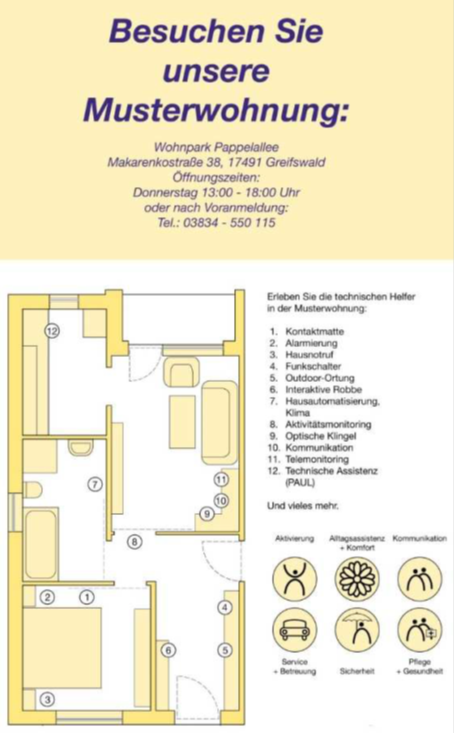 Besuchen Sie
unsere
Musterwohnung:
Wohnpark Pappelallee
Makarenkostraße 38, 17491 Greifswald
Öffnungszeiten:
Donnerstag 13:00 - 18:00 Uhr
oder nach Voranmeldung:
Tel.: 03834 - 550 115
Erleben Sie die technischen Helfer
in der Musterwohnung:
1. Kontaktmatte
2. Alarmierung
3. Hausnotruf
4. Funkschalter
5. Outdoor-Ortung
6. Interaktive Robbe
7. Hausautomatisierung,
Klima
8. Aktivitätsmonitoring
9. Optische Klingel
10. Kommunikation
11. Telemonitoring
12. Technische Assistenz
(PAUL)
Und vieles mehr.
12
7
11
10
9
8
2 1
4
6 5
3
Aktivierung Alltagsassistenz Kommunikation
+ Komfort
Service Sicherheit Pflege
+ Betreuung + Gesundheit